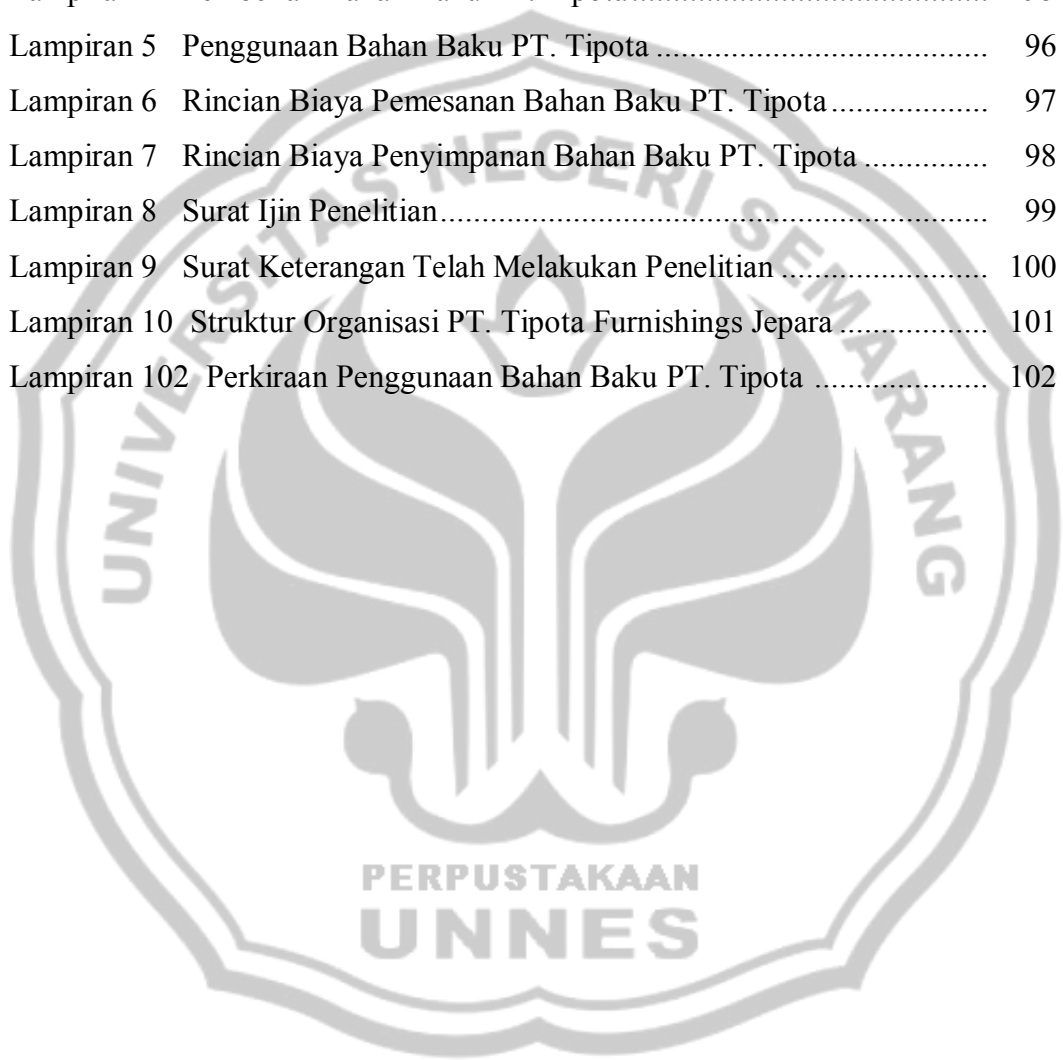 Lampiran 5 Penggunaan Bahan Baku PT. Tipota ........................................... 96
Lampiran 6 Rincian Biaya Pemesanan Bahan Baku PT. Tipota .................... 97
Lampiran 7 Rincian Biaya Penyimpanan Bahan Baku PT. Tipota ................ 98
Lampiran 8 Surat Ijin Penelitian ...................................................................... 99
Lampiran 9 Surat Keterangan Telah Melakukan Penelitian ........................... 100
Lampiran 10 Struktur Organisasi PT. Tipota Furnishings Jepara ................... 101
Lampiran 102 Perkiraan Penggunaan Bahan Baku PT. Tipota ...................... 102
UNIVERSITAS NEGERI SEMARANG
PERPUSTAKAAN
UNNES